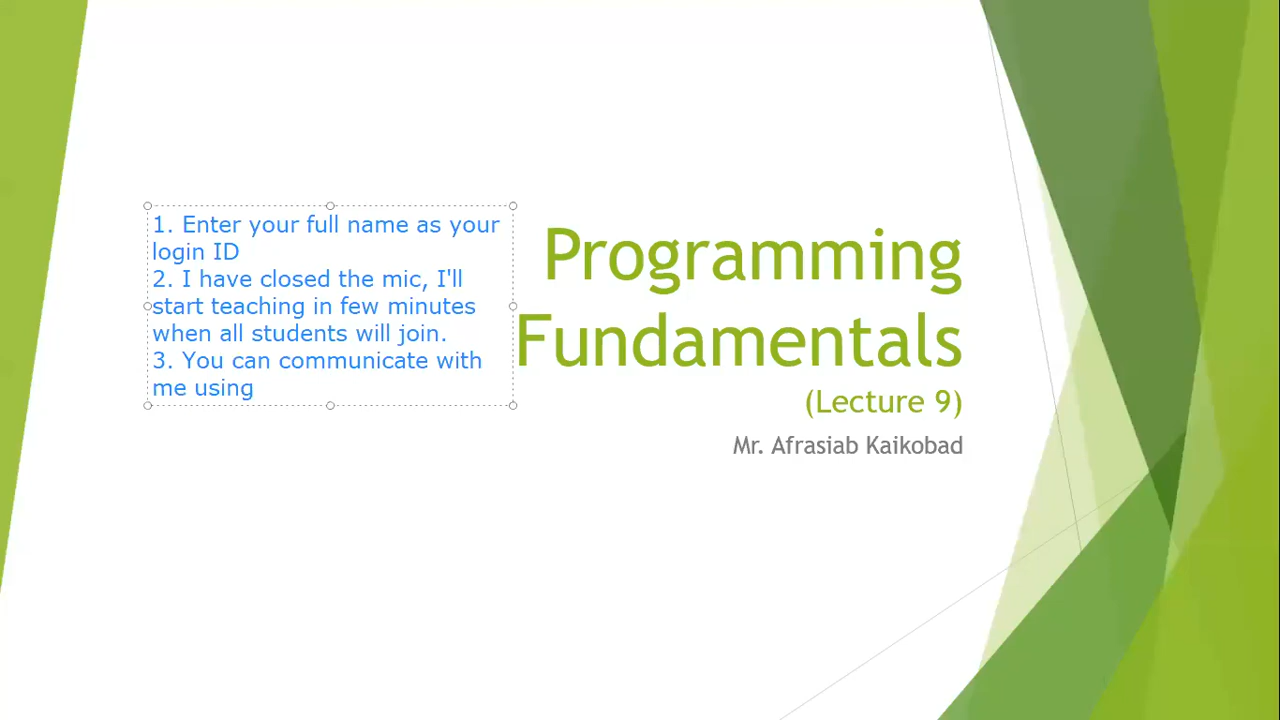 1. Enter your full name as your
login ID
2. I have closed the mic, I'll
start teaching in few minutes
when all students will join.
3. You can communicate with
me using
Programming
Fundamentals
(Lecture 9)
Mr. Afrasiab Kaikobad